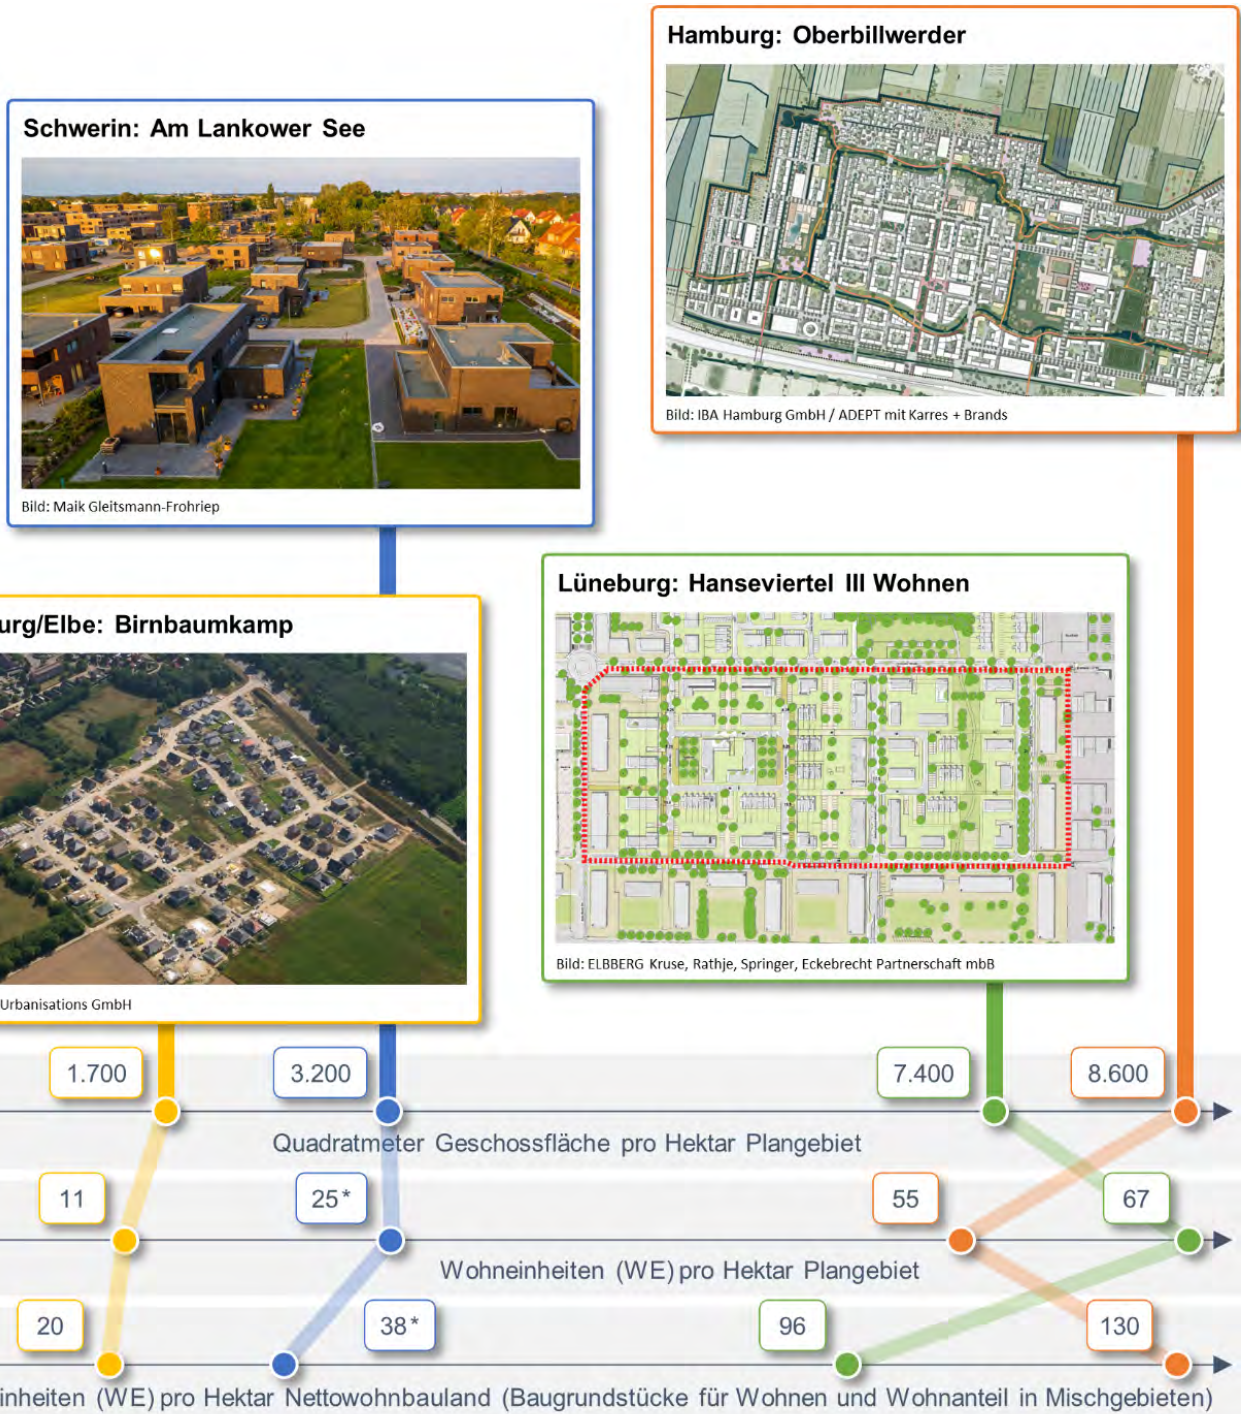 Hamburg: Oberbillwerder
Schwerin: Am Lankower See
Bild: IBA Hamburg GmbH / ADEPT mit Karres + Brands
Bild: Maik Gleitsmann-Frohriep
Lüneburg: Hanseviertel III Wohnen
urg/Elbe: Birnbaumkamp
Bild: ELBBERG Kruse, Rathje, Springer, Eckebrecht Partnerschaft mbB
Urbanisations GmbH
1.700 3.200 7.400 8.600
Quadratmeter Geschossfläche pro Hektar Plangebiet
11 25* 55 67
Wohneinheiten (WE) pro Hektar Plangebiet
20 38* 96 130
inheiten (WE) pro Hektar Nettowohnbauland (Baugrundstücke für Wohnen und Wohnanteil in Mischgebieten)